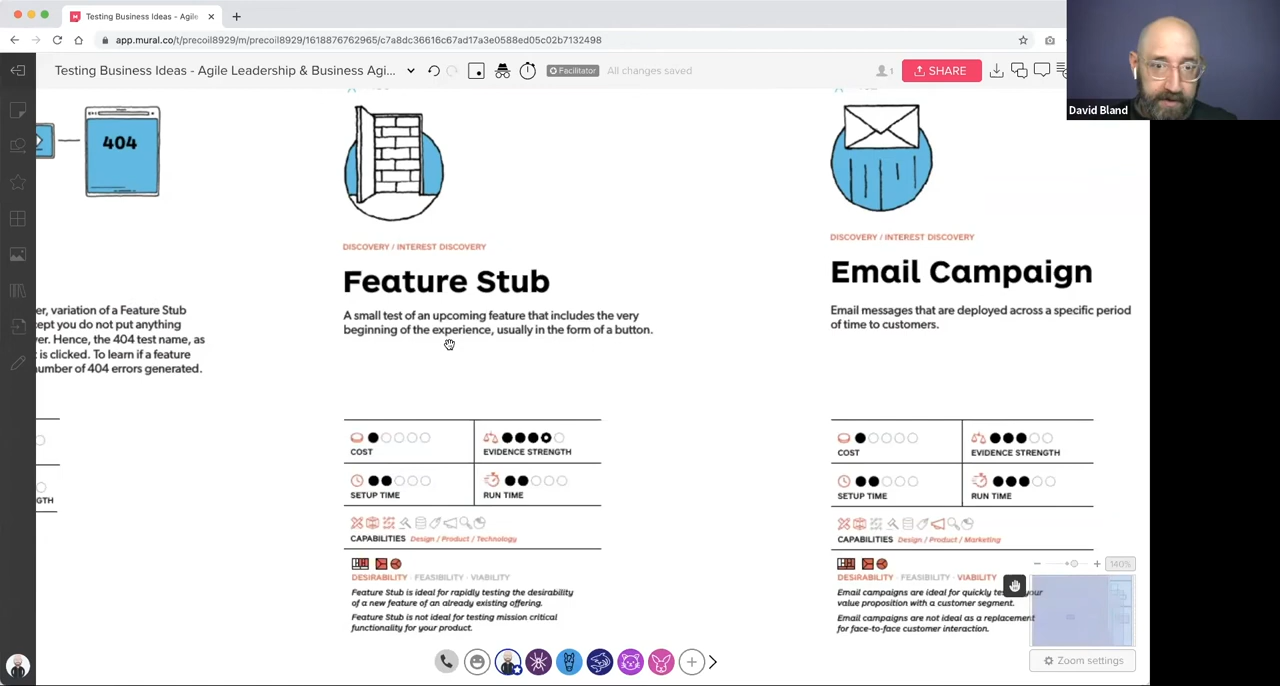 Testing Business Ideas - Agile
app.mural.co/t/precoil8929/m/precoil8929/1618876762965/c7a8dc36616c67ad17a3e0588ed05c02b7132498
Testing Business Ideas - Agile Leadership & Business Agi...
Facilitator
All changes saved
1
SHARE
David Bland
404
DISCOVERY / INTEREST DISCOVERY
Feature Stub
A small test of an upcoming feature that includes the very
beginning of the experience, usually in the form of a button.
DISCOVERY / INTEREST DISCOVERY
Email Campaign
Email messages that are deployed across a specific period
of time to customers.
er, variation of a Feature Stub
cept you do not put anything
ver. Hence, the 404 test name, as
is clicked. To learn if a feature
number of 404 errors generated.
GTH
COST
EVIDENCE STRENGTH
SETUP TIME
RUN TIME
CAPABILITIES Design / Product / Technology
DESIRABILITY · FEASIBILITY · VIABILITY
Feature Stub is ideal for rapidly testing the desirability
of a new feature of an already existing offering.
Feature Stub is not ideal for testing mission critical
functionality for your product.
COST
EVIDENCE STRENGTH
SETUP TIME
RUN TIME
CAPABILITIES Design / Product / Marketing
DESIRABILITY · FEASIBILITY · VIABILITY
Email campaigns are ideal for quickly tes your
value proposition with a customer segment.
Email campaigns are not ideal as a replacement
for face-to-face customer interaction.
140%
Zoom settings